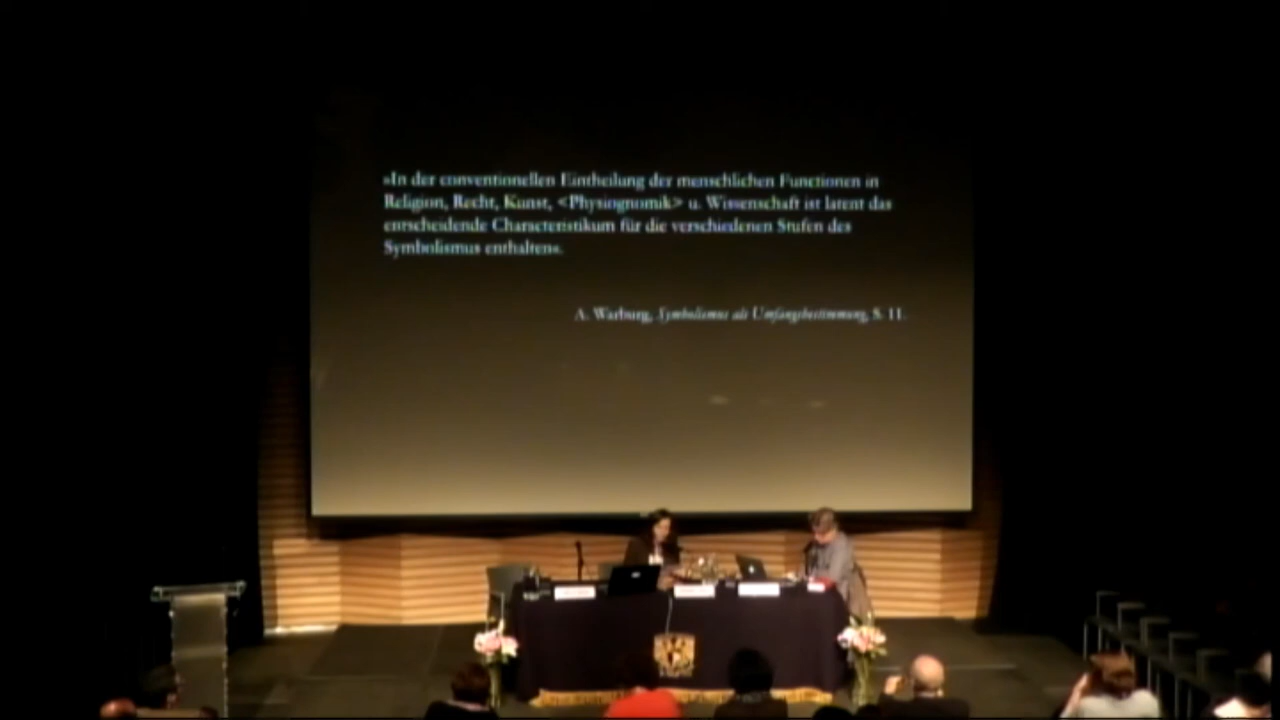 »In der conventionellen Eintheilung der menschlichen Functionen in
Religion, Recht, Kunst, <Physiognomik> u. Wissenschaft ist latent das
entscheidende Characteristikum für die verschiedenen Stufen des
Symbolismus enthalten«.
A. Warburg, Symbolismus als Umfangsbestimmung, S. 11.